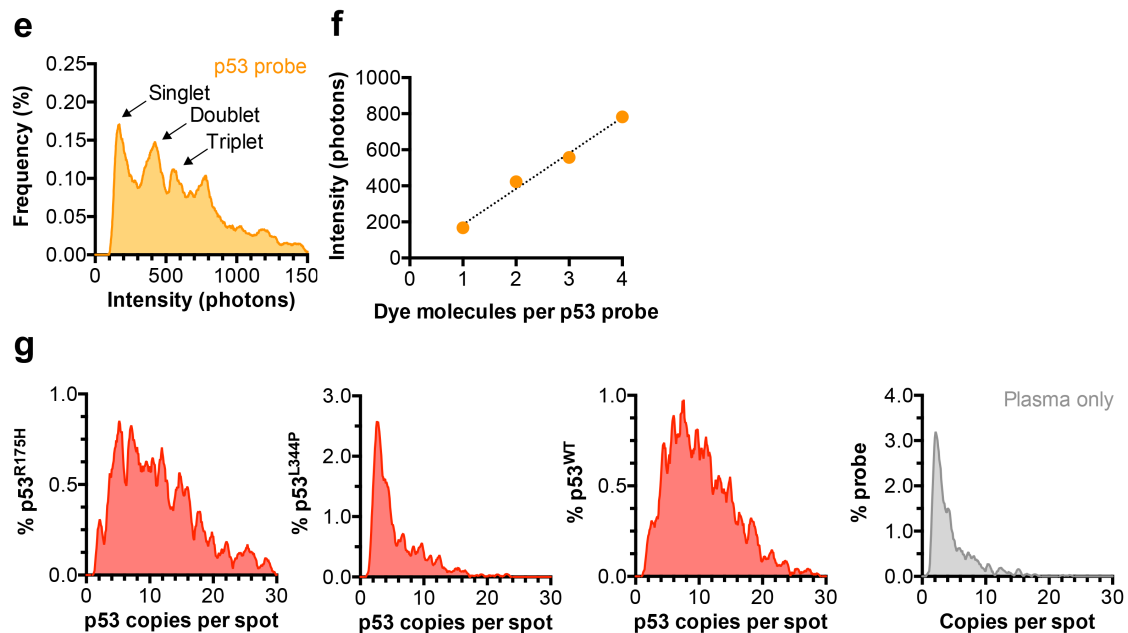 e
p53 probe
Singlet
Doublet
Triplet
Frequency (%)
0.25
0.20
0.15
0.10
0.05
0.00
0 500 1000 150
Intensity (photons)
f
Intensity (photons)
1000
800
600
400
200
0
0 1 2 3 4
Dye molecules per p53 probe
g
% p53R175H
1.0
0.5
0.0
0 10 20 30
p53 copies per spot
% p53L344P
3.0
2.0
1.0
0.0
0 10 20 30
p53 copies per spot
% p53WT
1.0
0.5
0.0
0 10 20 30
p53 copies per spot
Plasma only
% probe
4.0
3.0
2.0
1.0
0.0
0 10 20 30
Copies per spot